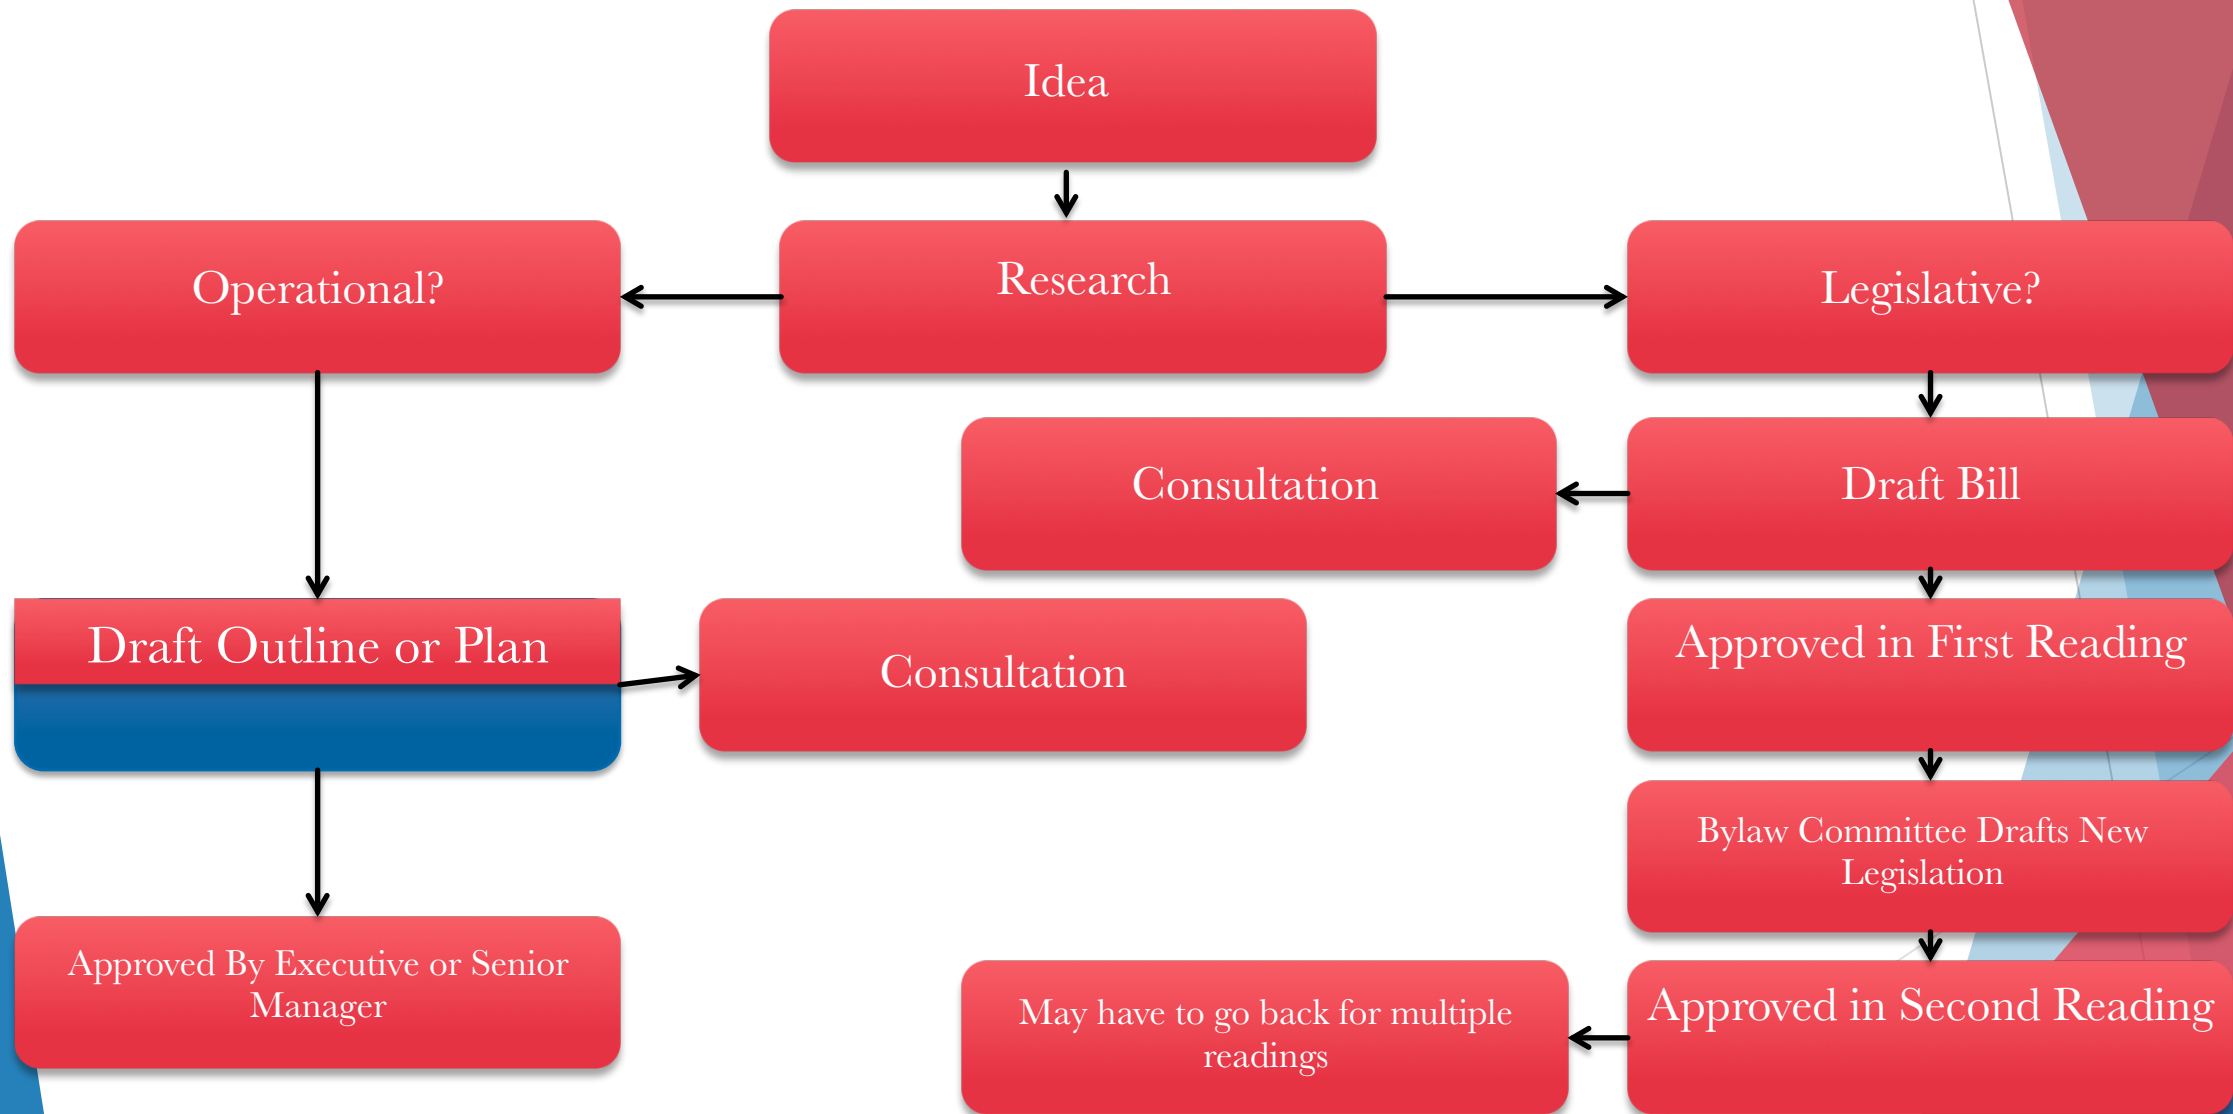 Idea
Operational?
Research
Legislative?
Consultation
Draft Bill
Draft Outline or Plan
Consultation
Approved in First Reading
Bylaw Committee Drafts New
Legislation
Approved By Executive or Senior
Manager
May have to go back for multiple
readings
Approved in Second Reading